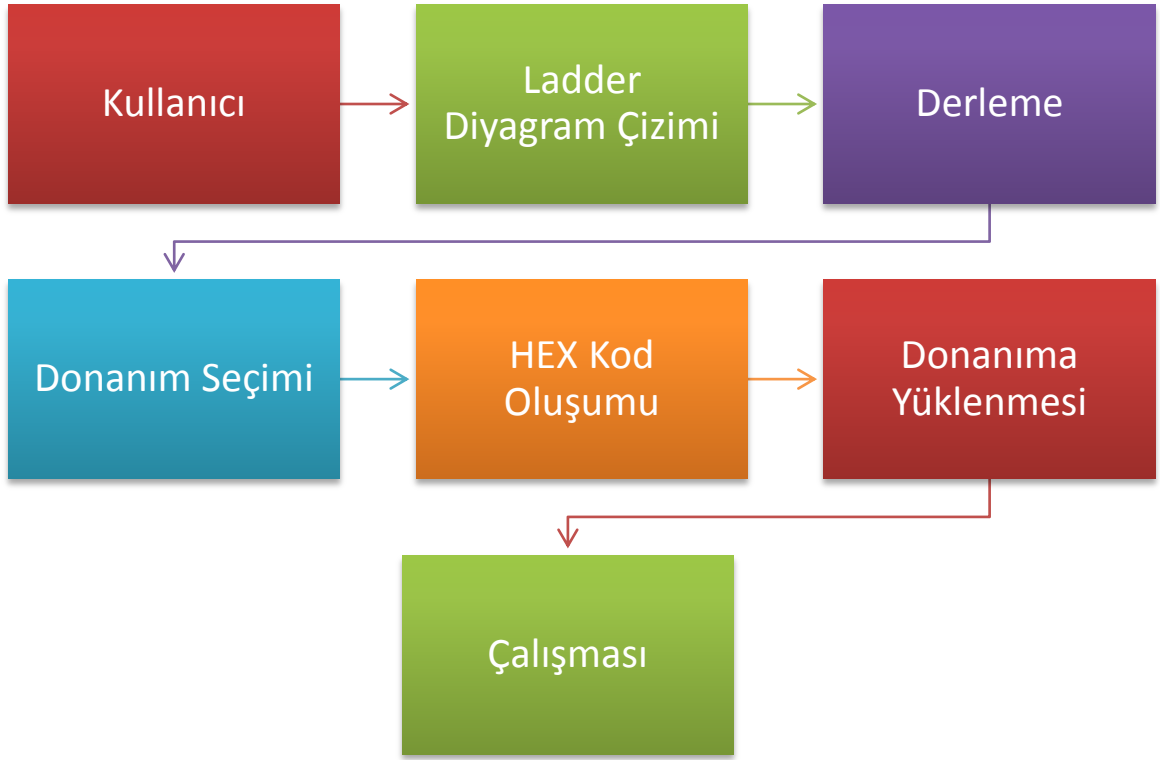 Kullanıcı
Ladder
Diyagram Çizimi
Derleme
Donanım Seçimi
HEX Kod
Oluşumu
Donanıma
Yüklenmesi
Çalışması